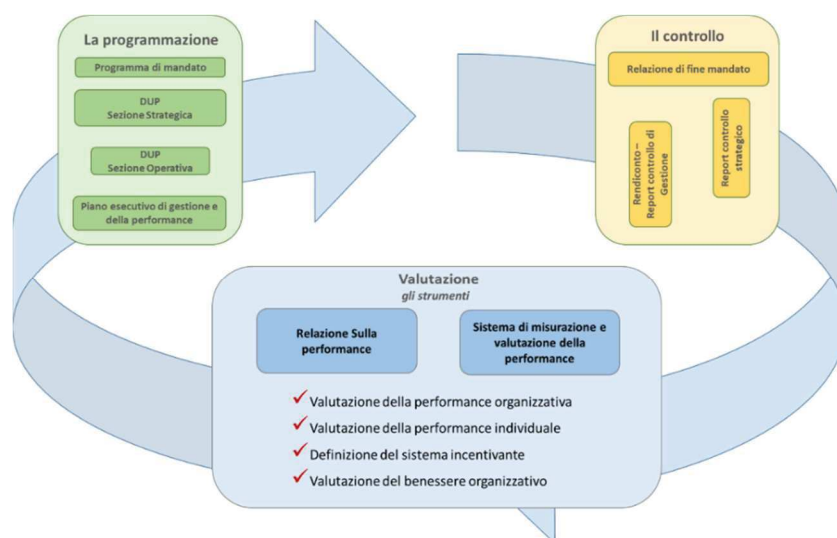 La programmazione
Programma di mandato
DUP
Sezione Strategica
DUP
Sezione Operativa
Piano esecutivo di gestione e
della performance
Il controllo
Relazione di fine mandato
Rendiconto –
Report controllo di
Gestione
Report controllo
strategico
Valutazione
gli strumenti
Relazione Sulla
performance
Sistema di misurazione e
valutazione della
performance
Valutazione della performance organizzativa
Valutazione della performance individuale
Definizione del sistema incentivante
Valutazione del benessere organizzativo